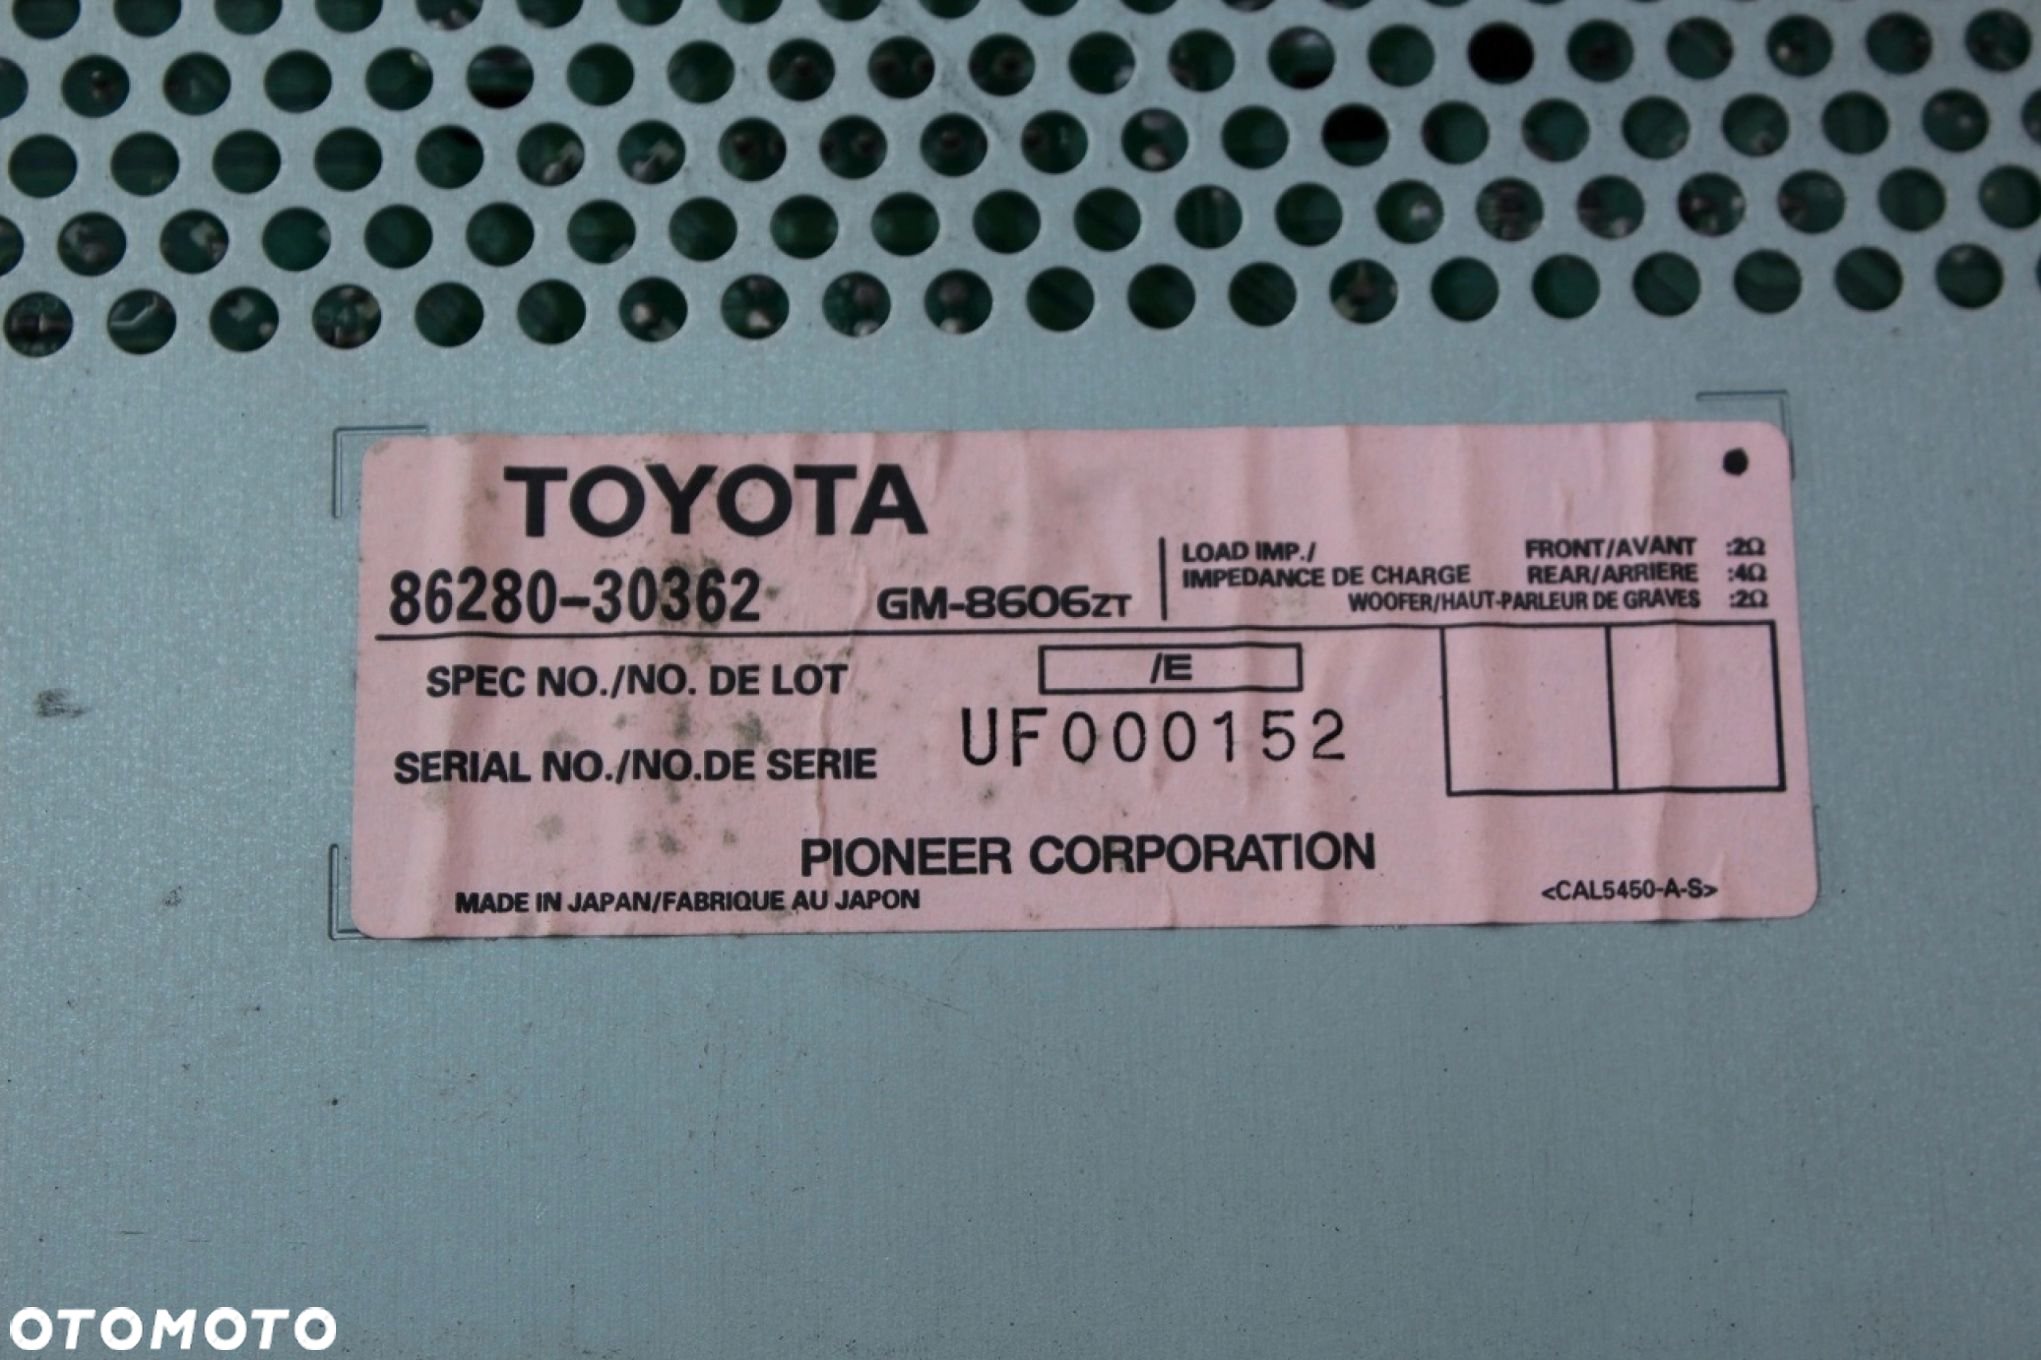 TOYOTA
86280-30362 GM-8606ZT
LOAD IMP./ FRONT/AVANT :2Ω
IMPEDANCE DE CHARGE REAR/ARRIERE :4Ω
WOOFER/HAUT-PARLEUR DE GRAVES :2Ω
SPEC NO./NO. DE LOT /E
SERIAL NO./NO.DE SERIE UF000152
PIONEER CORPORATION
MADE IN JAPAN/FABRIQUE AU JAPON <CAL5450-A-S>
OTOMOTO